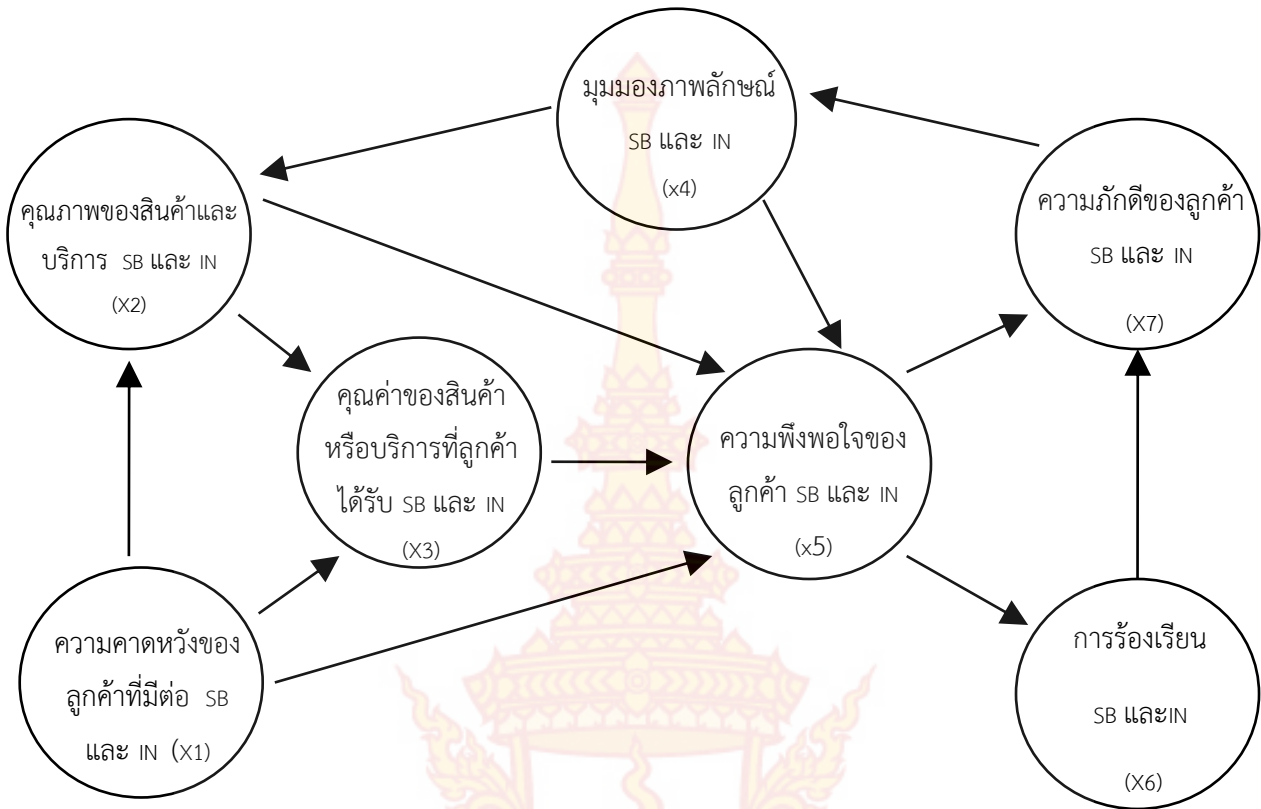 มุมมองภาพลักษณ์
SB และ IN
(x4)
คุณภาพของสินค้าและ
บริการ SB และ IN
(X2)
ความภักดีของลูกค้า
SB และ IN
(X7)
คุณค่าของสินค้า
หรือบริการที่ลูกค้า
ได้รับ SB และ IN
(X3)
ความพึงพอใจของ
ลูกค้า SB และ IN
(x5)
ความคาดหวังของ
ลูกค้าที่มีต่อ SB
และ IN (X1)
การร้องเรียน
SB และIN
(X6)